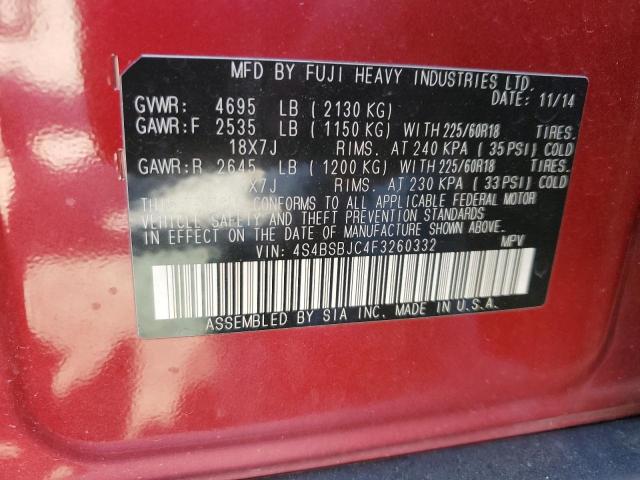 MFD BY FUJI HEAVY INDUSTRIES LTD.
DATE: 11/14
GVWR: 4695 LB ( 2130 KG)
GAWR:F 2535 LB ( 1150 KG) WITH 225/60R18 TIRES.
18X7J RIMS. AT 240 KPA ( 35 PSI) COLD
GAWR:R 2645 LB ( 1200 KG) WITH 225/60R18 TIRES.
X7J RIMS. AT 230 KPA ( 33 PSI) COLD
THIS CONFORMS TO ALL APPLICABLE FEDERAL MOTOR
VEHICLE SAFETY AND THEFT PREVENTION STANDARDS
IN EFFECT ON THE DATE OF MANUFACTURE SHOWN ABOVE.
VIN: 4S4BSBJC4F3260332 MPV
ASSEMBLED BY SIA INC. MADE IN U.S.A.